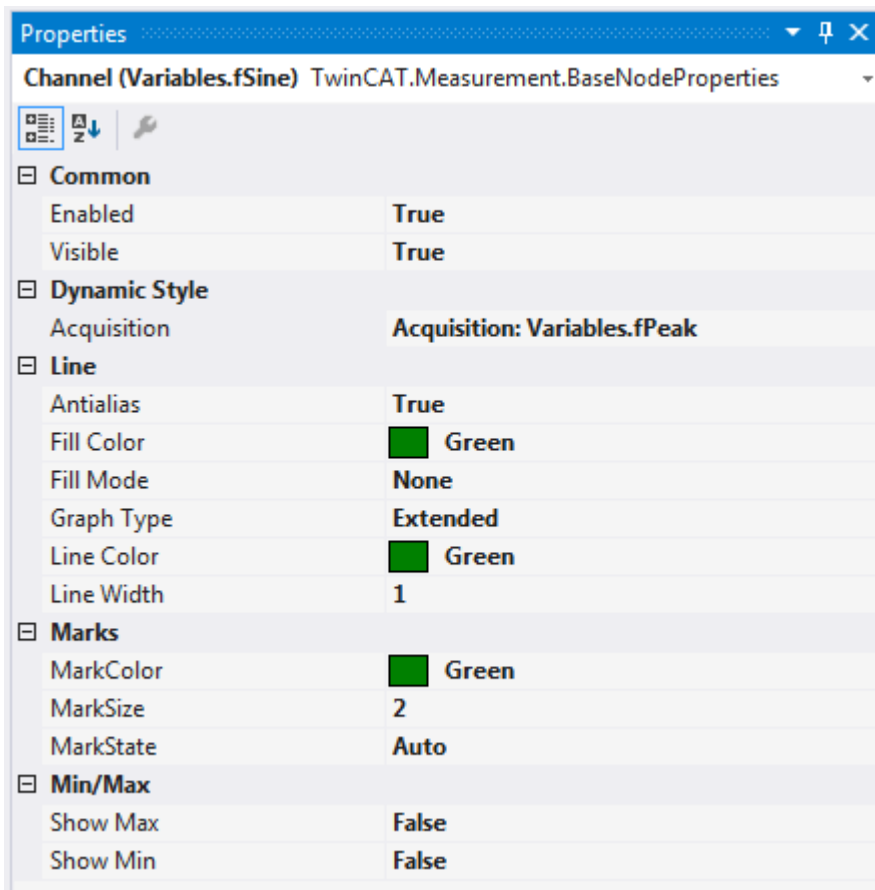 Properties
Channel (Variables.fSine) TwinCAT.Measurement.BaseNodeProperties
Common
Enabled True
Visible True
Dynamic Style
Acquisition Acquisition: Variables.fPeak
Line
Antialias True
Fill Color Green
Fill Mode None
Graph Type Extended
Line Color Green
Line Width 1
Marks
MarkColor Green
MarkSize 2
MarkState Auto
Min/Max
Show Max False
Show Min False